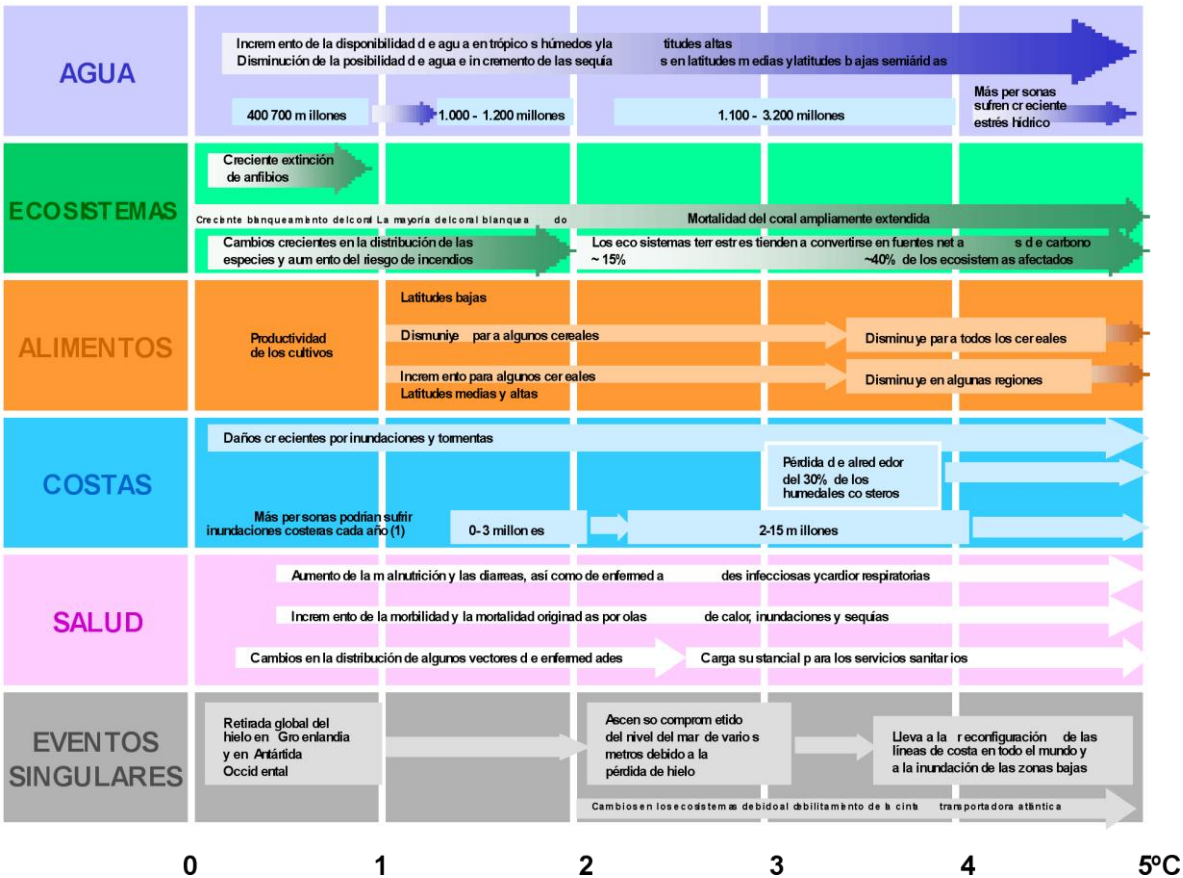 AGUA
Incremento de la disponibilidad de agua en trópicos húmedos y latitudes altas
Disminución de la posibilidad de agua e incremento de las sequías en latitudes medias y latitudes bajas semiáridas
400 700 millones
1.000 - 1.200 millones
1.100 - 3.200 millones
Más personas
sufren creciente
estrés hídrico
ECOSISTEMAS
Creciente extinción
de anfibios
Creciente blanqueamiento del coral La mayoría del coral blanqueado
Mortalidad del coral ampliamente extendida
Cambios crecientes en la distribución de las
especies y aumento del riesgo de incendios
Los ecosistemas terrestres tienden a convertirse en fuentes netas de carbono
~ 15%
~40% de los ecosistemas afectados
ALIMENTOS
Productividad
de los cultivos
Latitudes bajas
Dismuniye para algunos cereales
Disminuye para todos los cereales
Incremento para algunos cereales
Latitudes medias y altas
Disminuye en algunas regiones
COSTAS
Daños crecientes por inundaciones y tormentas
Pérdida de alrededor
del 30% de los
humedales costeros
Más personas podrían sufrir
inundaciones costeras cada año (1)
0-3 millones
2-15 millones
SALUD
Aumento de la malnutrición y las diarreas, así como de enfermedades infecciosas y cardiorrespiratorias
Incremento de la morbilidad y la mortalidad originadas por olas de calor, inundaciones y sequías
Cambios en la distribución de algunos vectores de enfermedades
Carga sustancial para los servicios sanitarios
EVENTOS
SINGULARES
Retirada global del
hielo en Groenlandia
y en Antártida
Occidental
Ascenso comprometido
del nivel del mar de varios
metros debido a la
pérdida de hielo
Lleva a la reconfiguración de las
líneas de costa en todo el mundo y
a la inundación de las zonas bajas
Cambios en los ecosistemas debido al debilitamiento de la cinta transportadora atlántica
0 1 2 3 4 5ºC